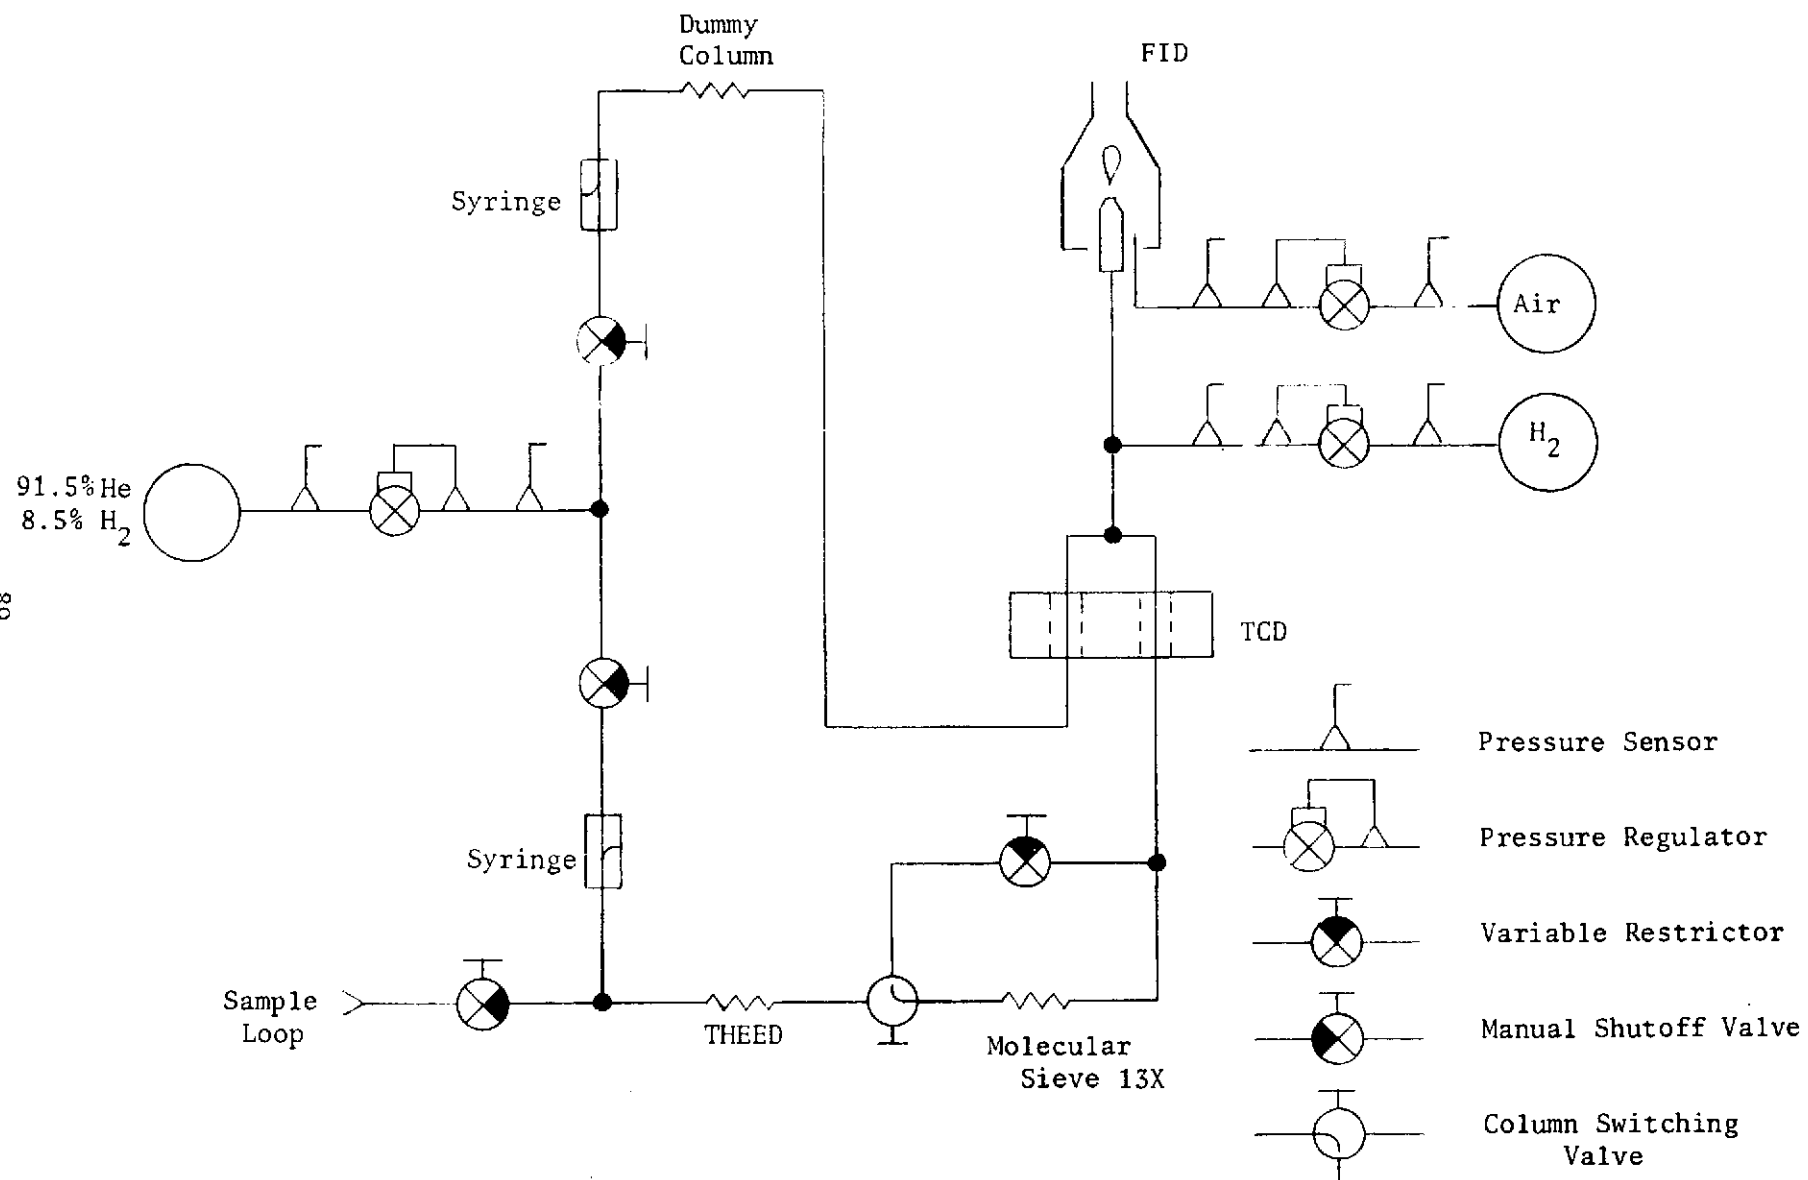 Dummy
Column
FID
Syringe
Air
H2
91.5%He
8.5% H2
68
TCD
Pressure Sensor
Pressure Regulator
Syringe
Variable Restrictor
Sample
Loop
THEED
Molecular
Sieve 13X
Manual Shutoff Valve
Column Switching
Valve